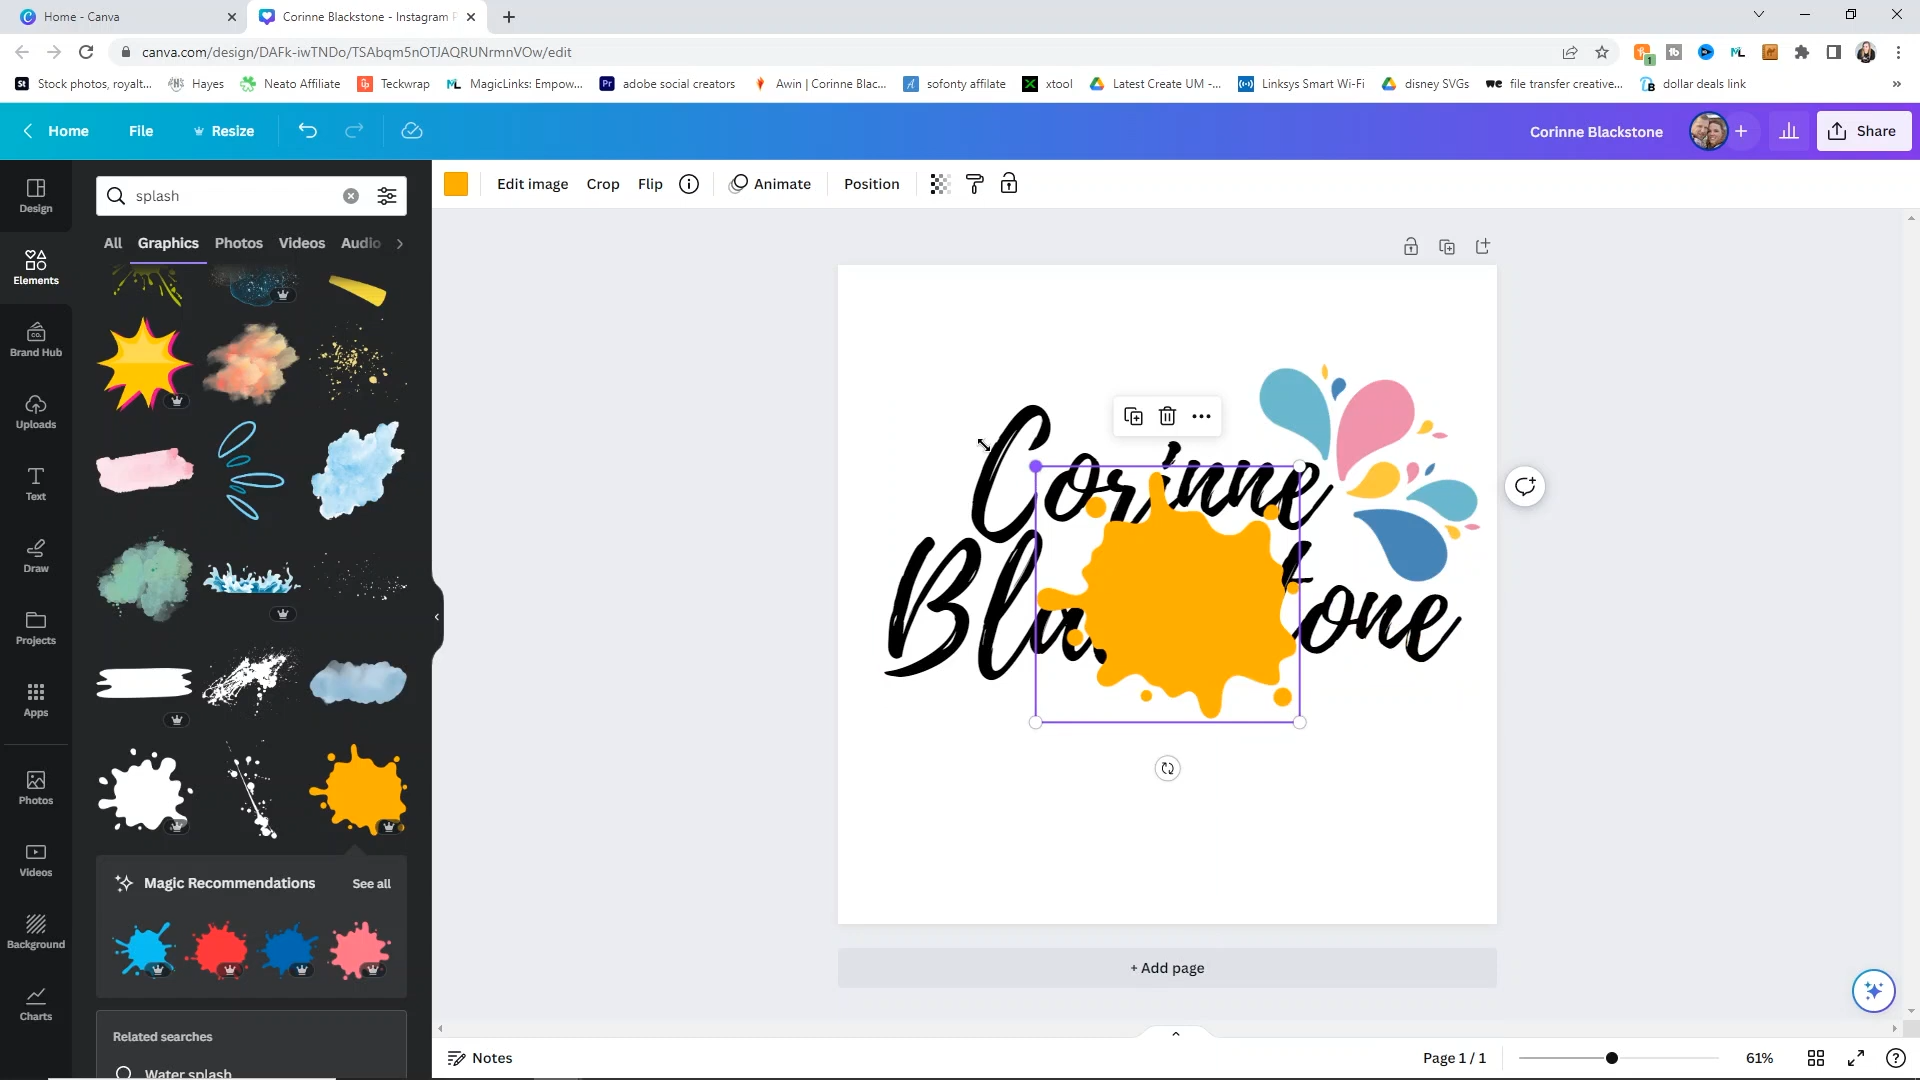 Home - Canva
Corinne Blackstone - Instagram P
canva.com/design/DAFk-iwTNDo/TSAbqm5nOTJAQRUNrmnVOw/edit
Stock photos, royalt...
Hayes
Neato Affiliate
Teckwrap
MagicLinks: Empow...
adobe social creators
Awin | Corinne Blac...
sofonty affilate
xtool
Latest Create UM -...
Linksys Smart Wi-Fi
disney SVGs
file transfer creative...
dollar deals link
Home
File
Resize
Corinne Blackstone
Share
Design
Elements
Brand Hub
Uploads
Text
Draw
Projects
Apps
Photos
Videos
Background
Charts
splash
All
Graphics
Photos
Videos
Audio
Magic Recommendations
See all
Related searches
Water splash
Edit image
Crop
Flip
Animate
Position
Corinne
Bla tone
+ Add page
Notes
Page 1 / 1
61%